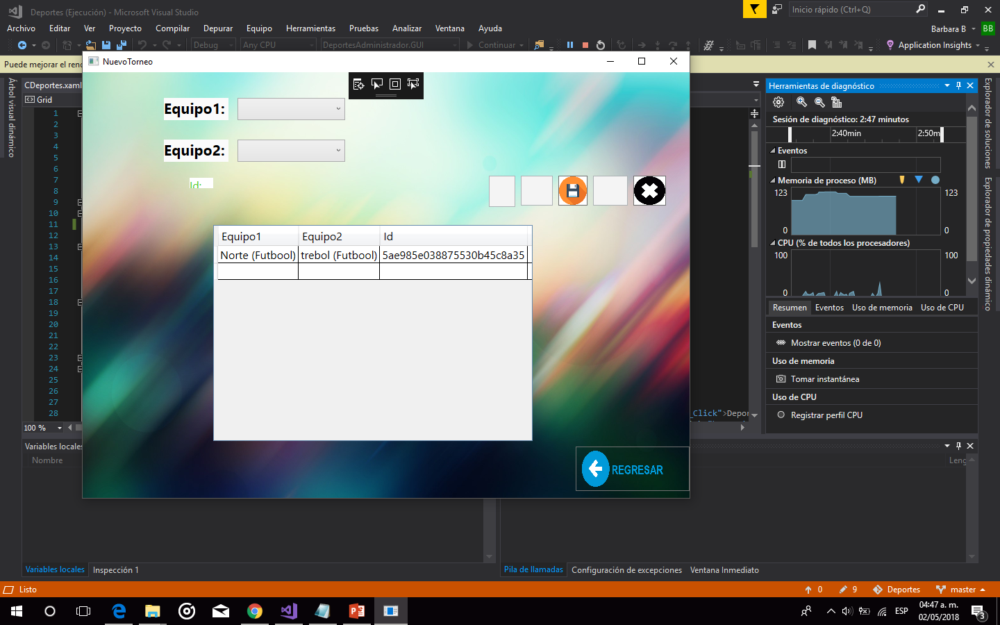 Deportes (Ejecución) - Microsoft Visual Studio
Inicio rápido (Ctrl+Q)
Archivo Editar Ver Proyecto Compilar Depurar Equipo Herramientas Pruebas Analizar Ventana Ayuda
Barbara B BB
Debug Any CPU DeportesAdministrador.GUI Continuar Application Insights
Puede mejorar el ren
NuevoTorneo
Árbol visual dinámico
CDeportes.xaml
Grid
1
2
3
4
5
6
7
8
9
10
11
12
13
14
15
16
17
18
19
20
21
22
23
24
25
26
27
28
100 %
Equipo1:
Equipo2:
Id:
Equipo1 Equipo2 Id
Norte (Futbool) trebol (Futbool) 5ae985e038875530b45c8a35
REGRESAR
_Click">Depor
Herramientas de diagnóstico
Sesión de diagnóstico: 2:47 minutos
2:40min 2:50m
Eventos
Memoria de proceso (MB)
123 123
0 0
CPU (% de todos los procesadores)
100 100
0 0
Resumen Eventos Uso de memoria Uso de CPU
Eventos
Mostrar eventos (0 de 0)
Uso de memoria
Tomar instantánea
Uso de CPU
Registrar perfil CPU
Explorador de soluciones
Explorador de propiedades dinámico
Variables locales
Nombre
Leng
Variables locales Inspección 1
Pila de llamadas Configuración de excepciones Ventana Inmediato
Listo
0 9 Deportes master
ESP
04:47 a. m.
02/05/2018
3